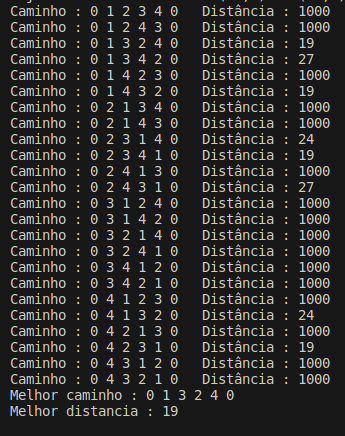 Caminho : 0 1 2 3 4 0   Distância : 1000
Caminho : 0 1 2 4 3 0   Distância : 1000
Caminho : 0 1 3 2 4 0   Distância : 19
Caminho : 0 1 3 4 2 0   Distância : 27
Caminho : 0 1 4 2 3 0   Distância : 1000
Caminho : 0 1 4 3 2 0   Distância : 19
Caminho : 0 2 1 3 4 0   Distância : 1000
Caminho : 0 2 1 4 3 0   Distância : 1000
Caminho : 0 2 3 1 4 0   Distância : 24
Caminho : 0 2 3 4 1 0   Distância : 19
Caminho : 0 2 4 1 3 0   Distância : 1000
Caminho : 0 2 4 3 1 0   Distância : 27
Caminho : 0 3 1 2 4 0   Distância : 1000
Caminho : 0 3 1 4 2 0   Distância : 1000
Caminho : 0 3 2 1 4 0   Distância : 1000
Caminho : 0 3 2 4 1 0   Distância : 1000
Caminho : 0 3 4 1 2 0   Distância : 1000
Caminho : 0 3 4 2 1 0   Distância : 1000
Caminho : 0 4 1 2 3 0   Distância : 1000
Caminho : 0 4 1 3 2 0   Distância : 24
Caminho : 0 4 2 1 3 0   Distância : 1000
Caminho : 0 4 2 3 1 0   Distância : 19
Caminho : 0 4 3 1 2 0   Distância : 1000
Caminho : 0 4 3 2 1 0   Distância : 1000
Melhor caminho : 0 1 3 2 4 0
Melhor distancia : 19